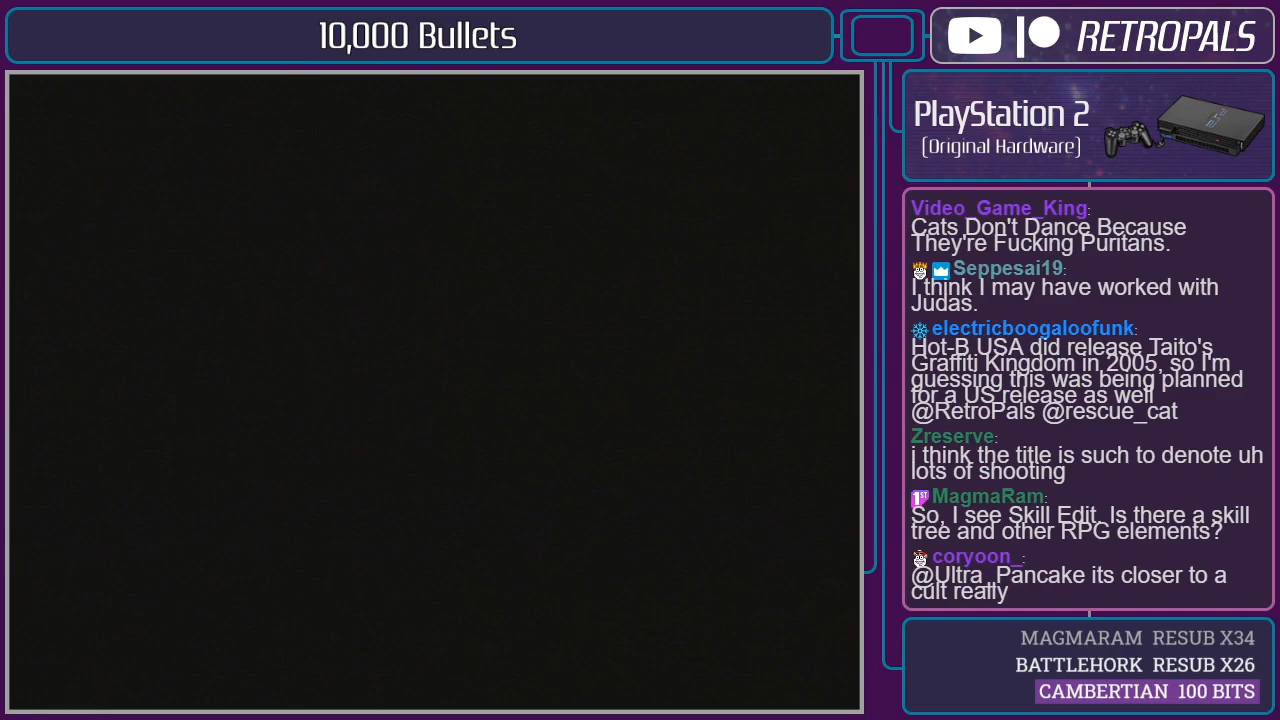 10,000 Bullets
RETROPALS
PlayStation 2
(Original Hardware)
Video_Game_King:
Cats Don't Dance Because
They're Fucking Puritans.
Seppesai19:
I think I may have worked with
Judas.
electricboogaloofunk:
Hot-B USA did release Taito's
Graffiti Kingdom in 2005, so I'm
guessing this was being planned
for a US release as well
@RetroPals @rescue_cat
Zreserve:
i think the title is such to denote uh
lots of shooting
1ST MagmaRam:
So, I see Skill Edit. Is there a skill
tree and other RPG elements?
coryoon_:
@Ultra_Pancake its closer to a
cult really
MAGMARAM RESUB X34
BATTLEHORK RESUB X26
CAMBERTIAN 100 BITS